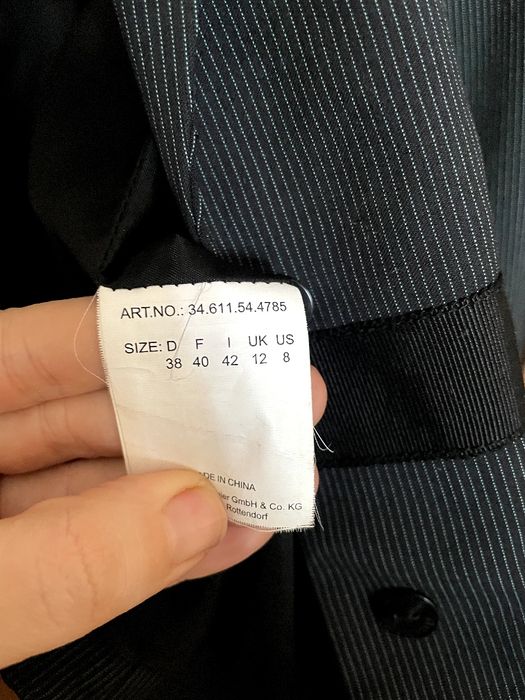 ART.NO.: 34.611.54.4785
SIZE: D F I UK US
38 40 42 12 8
MADE IN CHINA
GmbH & Co. KG
Rottendorf